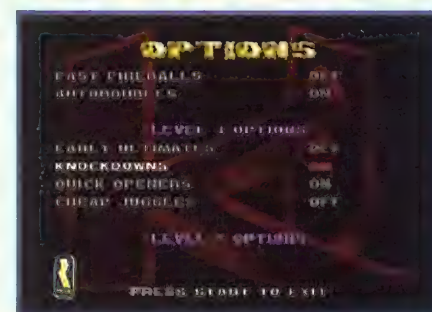 OPTIONS
FAST FIREBALLS OFF
AUTODOUBLES ON
LEVEL 1 OPTIONS
EARLY ULTIMATES OFF
KNOCKDOWNS
QUICK OPENERS ON
CHEAP JUGGLES OFF
LEVEL OPTIONS
PRESS START TO EXIT